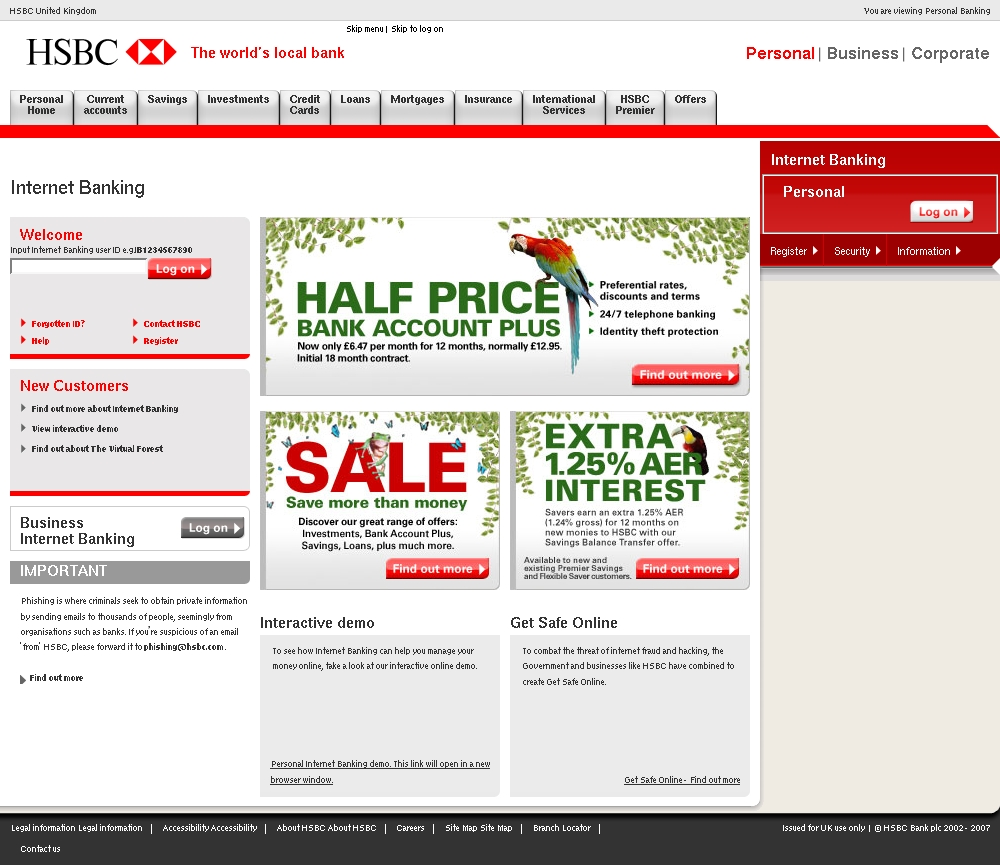 HSBC United Kingdom
You are viewing Personal Banking
Skip menu | Skip to log on
HSBC The world's local bank
Personal | Business | Corporate
Personal Home
Current accounts
Savings
Investments
Credit Cards
Loans
Mortgages
Insurance
International Services
HSBC Premier
Offers
Internet Banking
Personal
Log on
Register
Security
Information
Internet Banking
Welcome
Input Internet Banking user ID e.g.IB1234567890
Log on
Forgotten ID?
Contact HSBC
Help
Register
New Customers
Find out more about Internet Banking
View interactive demo
Find out about The Virtual Forest
Business
Internet Banking
Log on
IMPORTANT
Phishing is where criminals seek to obtain private information
by sending emails to thousands of people, seemingly from
organisations such as banks. If you're suspicious of an email
'from' HSBC, please forward it to phishing@hsbc.com.
Find out more
HALF PRICE
BANK ACCOUNT PLUS
Now only £6.47 per month for 12 months, normally £12.95.
Initial 18 month contract.
Preferential rates,
discounts and terms
24/7 telephone banking
Identity theft protection
Find out more
SALE
Save more than money
Discover our great range of offers:
Investments, Bank Account Plus,
Savings, Loans, plus much more.
Find out more
EXTRA
1.25% AER
INTEREST
Savers earn an extra 1.25% AER
(1.24% gross) for 12 months on
new monies to HSBC with our
Savings Balance Transfer offer.
Available to new and
existing Premier Savings
and Flexible Saver customers.
Find out more
Interactive demo
To see how Internet Banking can help you manage your
money online, take a look at our interactive online demo.
Personal Internet Banking demo. This link will open in a new
browser window.
Get Safe Online
To combat the threat of internet fraud and hacking, the
Government and businesses like HSBC have combined to
create Get Safe Online.
Get Safe Online - Find out more
Legal information Legal information | Accessibility Accessibility | About HSBC About HSBC | Careers | Site Map Site Map | Branch Locator |
Issued for UK use only | © HSBC Bank plc 2002 - 2007
Contact us